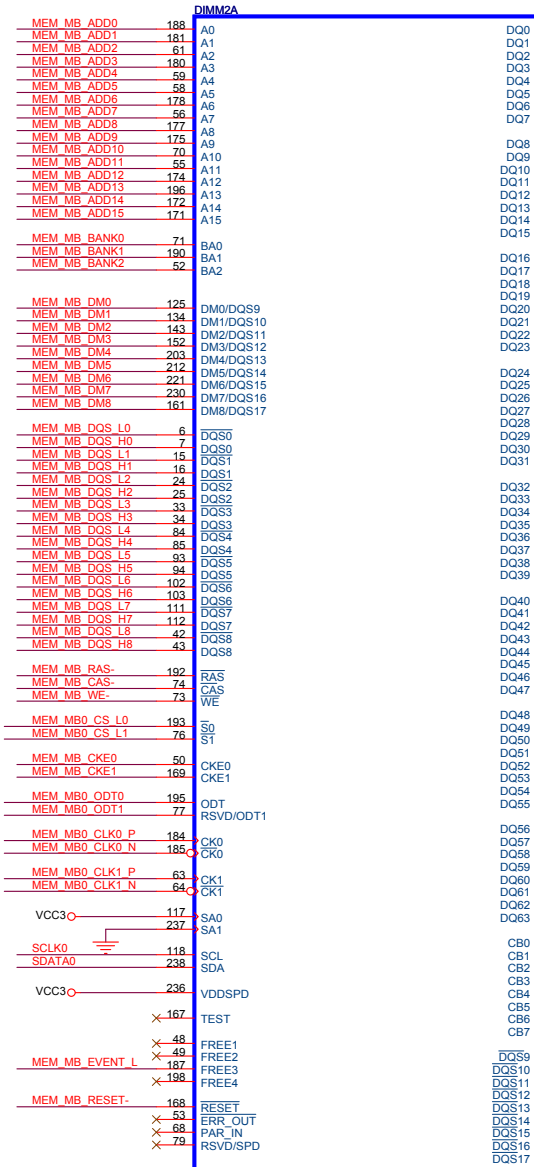 DIMM2A
MEM_MB_ADD0 188 A0 DQ0
MEM_MB_ADD1 181 A1 DQ1
MEM_MB_ADD2 61 A2 DQ2
MEM_MB_ADD3 180 A3 DQ3
MEM_MB_ADD4 59 A4 DQ4
MEM_MB_ADD5 58 A5 DQ5
MEM_MB_ADD6 178 A6 DQ6
MEM_MB_ADD7 56 A7 DQ7
MEM_MB_ADD8 177 A8
MEM_MB_ADD9 175 A9 DQ8
MEM_MB_ADD10 70 A10 DQ9
MEM_MB_ADD11 55 A11 DQ10
MEM_MB_ADD12 174 A12 DQ11
MEM_MB_ADD13 196 A13 DQ12
MEM_MB_ADD14 172 A14 DQ13
MEM_MB_ADD15 171 A15 DQ14
DQ15
MEM_MB_BANK0 71 BA0
MEM_MB_BANK1 190 BA1 DQ16
MEM_MB_BANK2 52 BA2 DQ17
DQ18
DQ19
MEM_MB_DM0 125 DM0/DQS9 DQ20
MEM_MB_DM1 134 DM1/DQS10 DQ21
MEM_MB_DM2 143 DM2/DQS11 DQ22
MEM_MB_DM3 152 DM3/DQS12 DQ23
MEM_MB_DM4 203 DM4/DQS13
MEM_MB_DM5 212 DM5/DQS14 DQ24
MEM_MB_DM6 221 DM6/DQS15 DQ25
MEM_MB_DM7 230 DM7/DQS16 DQ26
MEM_MB_DM8 161 DM8/DQS17 DQ27
DQ28
MEM_MB_DQS_L0 6 DQS0 DQ29
MEM_MB_DQS_H0 7 DQS0 DQ30
MEM_MB_DQS_L1 15 DQS1 DQ31
MEM_MB_DQS_H1 16 DQS1
MEM_MB_DQS_L2 24 DQS2 DQ32
MEM_MB_DQS_H2 25 DQS2 DQ33
MEM_MB_DQS_L3 33 DQS3 DQ34
MEM_MB_DQS_H3 34 DQS3 DQ35
MEM_MB_DQS_L4 84 DQS4 DQ36
MEM_MB_DQS_H4 85 DQS4 DQ37
MEM_MB_DQS_L5 93 DQS5 DQ38
MEM_MB_DQS_H5 94 DQS5 DQ39
MEM_MB_DQS_L6 102 DQS6
MEM_MB_DQS_H6 103 DQS6 DQ40
MEM_MB_DQS_L7 111 DQS7 DQ41
MEM_MB_DQS_H7 112 DQS7 DQ42
MEM_MB_DQS_L8 42 DQS8 DQ43
MEM_MB_DQS_H8 43 DQS8 DQ44
DQ45
MEM_MB_RAS- 192 RAS DQ46
MEM_MB_CAS- 74 CAS DQ47
MEM_MB_WE- 73 WE
DQ48
MEM_MB0_CS_L0 193 S0 DQ49
MEM_MB0_CS_L1 76 S1 DQ50
DQ51
MEM_MB_CKE0 50 CKE0 DQ52
MEM_MB_CKE1 169 CKE1 DQ53
DQ54
MEM_MB0_ODT0 195 ODT DQ55
MEM_MB0_ODT1 77 RSVD/ODT1
DQ56
MEM_MB0_CLK0_P 184 CK0 DQ57
MEM_MB0_CLK0_N 185 CK0 DQ58
DQ59
MEM_MB0_CLK1_P 63 CK1 DQ60
MEM_MB0_CLK1_N 64 CK1 DQ61
DQ62
VCC3 117 SA0 DQ63
237 SA1
CB0
SCLK0 118 SCL CB1
SDATA0 238 SDA CB2
CB3
VCC3 236 VDDSPD CB4
CB5
167 TEST CB6
CB7
48 FREE1
49 FREE2 DQS9
MEM_MB_EVENT_L 187 FREE3 DQS10
198 FREE4 DQS11
DQS12
MEM_MB_RESET- 168 RESET DQS13
53 ERR_OUT DQS14
68 PAR_IN DQS15
79 RSVD/SPD DQS16
DQS17